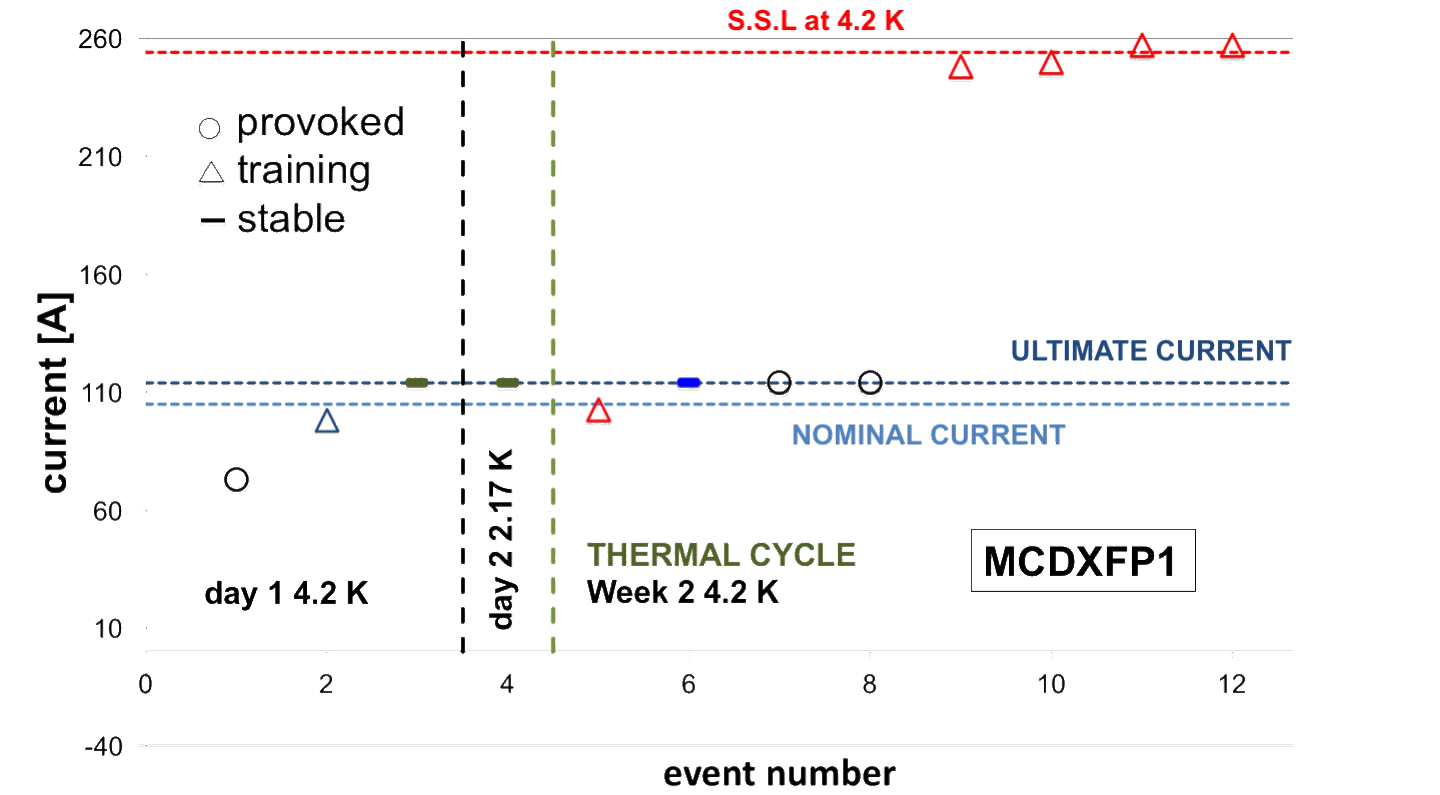 S.S.L at 4.2 K
260
210
160
110
60
10
-40
current [A]
provoked
training
stable
ULTIMATE CURRENT
NOMINAL CURRENT
day 1 4.2 K
day 2 2.17 K
THERMAL CYCLE
Week 2 4.2 K
MCDXFP1
0 2 4 6 8 10 12
event number